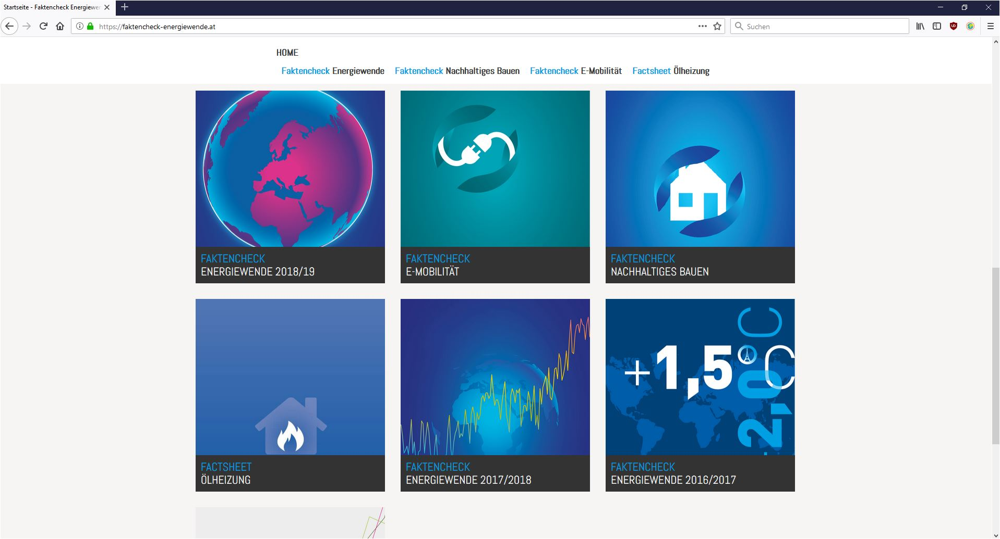 Startseite - Faktencheck Energiewer
https://faktencheck-energiewende.at
Suchen
HOME
Faktencheck Energiewende
Faktencheck Nachhaltiges Bauen
Faktencheck E-Mobilität
Factsheet Ölheizung
FAKTENCHECK
ENERGIEWENDE 2018/19
FAKTENCHECK
E-MOBILITÄT
FAKTENCHECK
NACHHALTIGES BAUEN
+1,5°C
2,0°C
FACTSHEET
ÖLHEIZUNG
FAKTENCHECK
ENERGIEWENDE 2017/2018
FAKTENCHECK
ENERGIEWENDE 2016/2017